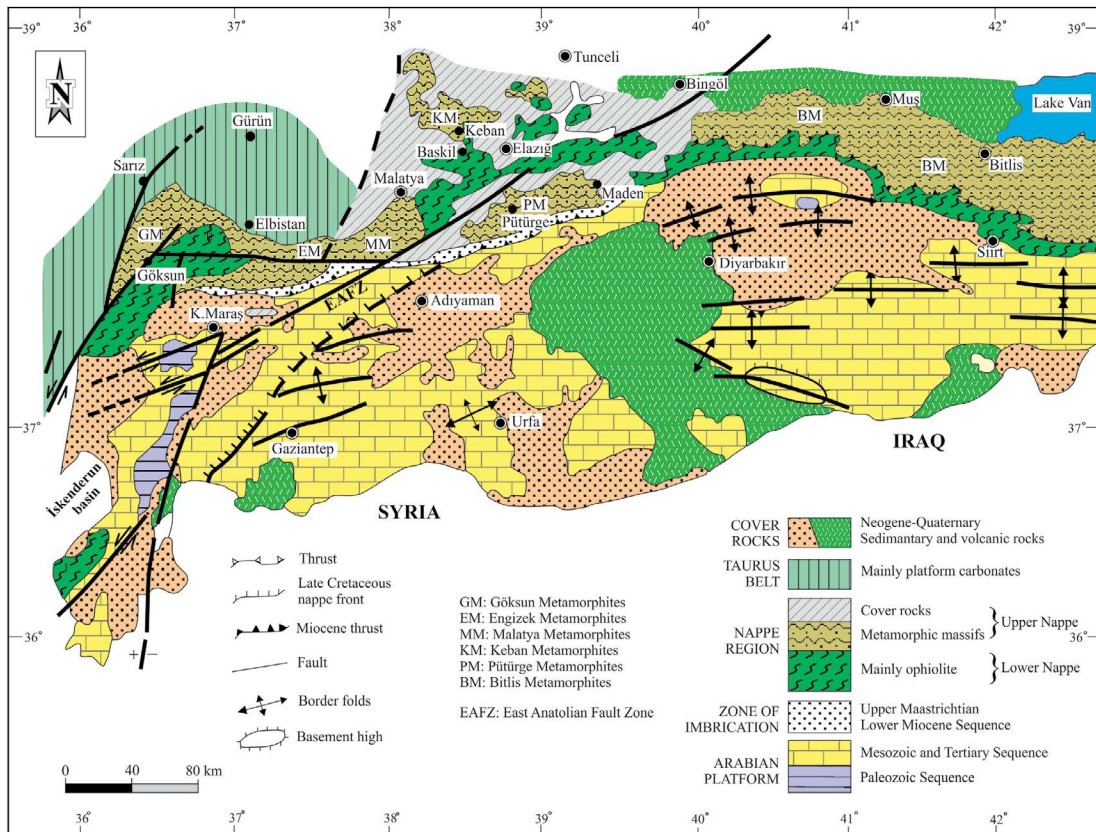 36° 37° 38° 39° 40° 41° 42°
39° 39°
N
Tunceli
Bingöl
Muş
Lake Van
Gürün
KM
Keban
BM
Sarız
Baskil
Elazığ
BM
Bitlis
Malatya
Maden
PM
Pütürge
GM
Elbistan
EM
MM
Göksun
Siirt
Diyarbakır
EAFZ
Adıyaman
K.Maraş
37° 37°
Urfa
Gaziantep
IRAQ
İskenderun
basin
SYRIA
36° 36°
+ −
Thrust
Late Cretaceous
nappe front
Miocene thrust
Fault
Border folds
Basement high
0 40 80 km
GM: Göksun Metamorphites
EM: Engizek Metamorphites
MM: Malatya Metamorphites
KM: Keban Metamorphites
PM: Pütürge Metamorphites
BM: Bitlis Metamorphites
EAFZ: East Anatolian Fault Zone
COVER
ROCKS
Neogene-Quaternary
Sedimantary and volcanic rocks
TAURUS
BELT
Mainly platform carbonates
NAPPE
REGION
Cover rocks
Metamorphic massifs
} Upper Nappe
Mainly ophiolite
} Lower Nappe
ZONE OF
IMBRICATION
Upper Maastrichtian
Lower Miocene Sequence
ARABIAN
PLATFORM
Mesozoic and Tertiary Sequence
Paleozoic Sequence
36° 37° 38° 39° 40° 41° 42°